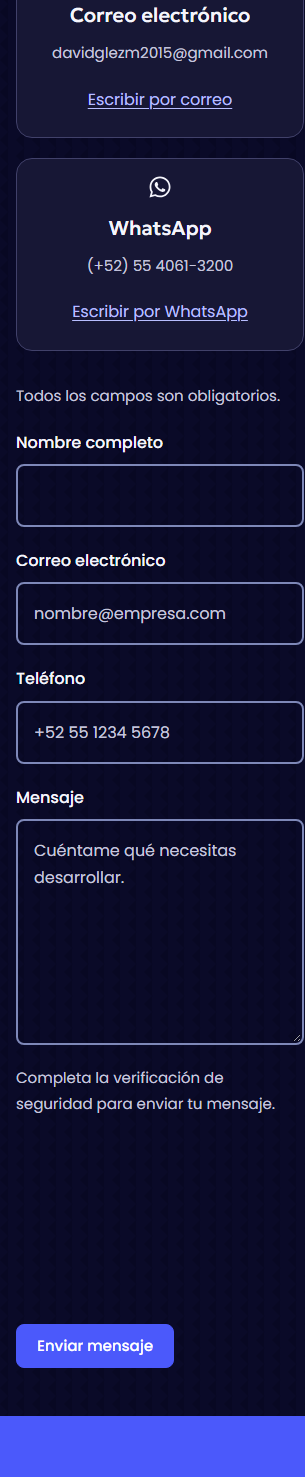 Correo electrónico
davidglezm2015@gmail.com
Escribir por correo
WhatsApp
(+52) 55 4061-3200
Escribir por WhatsApp
Todos los campos son obligatorios.
Nombre completo
Correo electrónico
nombre@empresa.com
Teléfono
+52 55 1234 5678
Mensaje
Cuéntame qué necesitas
desarrollar.
Completa la verificación de
seguridad para enviar tu mensaje.
Enviar mensaje